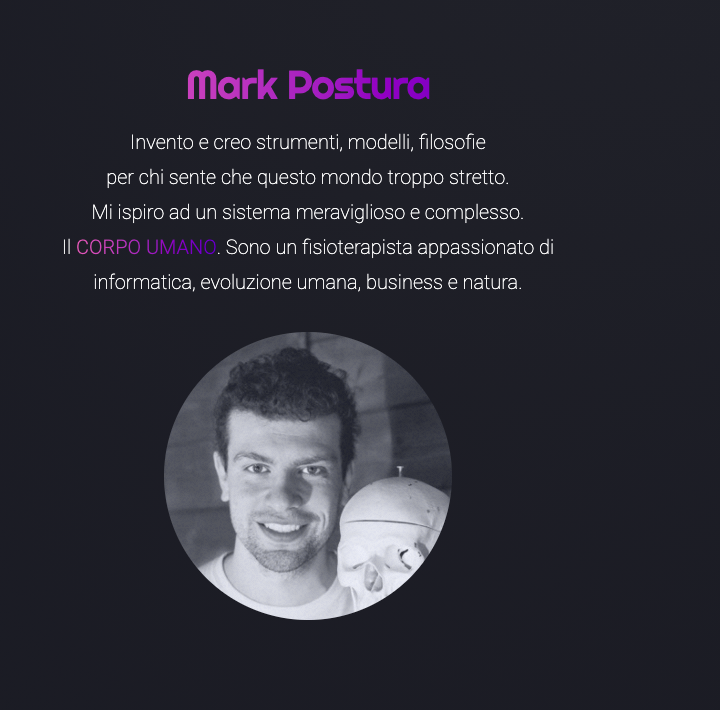 Mark Postura
Invento e creo strumenti, modelli, filosofie
per chi sente che questo mondo troppo stretto.
Mi ispiro ad un sistema meraviglioso e complesso.
Il CORPO UMANO. Sono un fisioterapista appassionato di
informatica, evoluzione umana, business e natura.